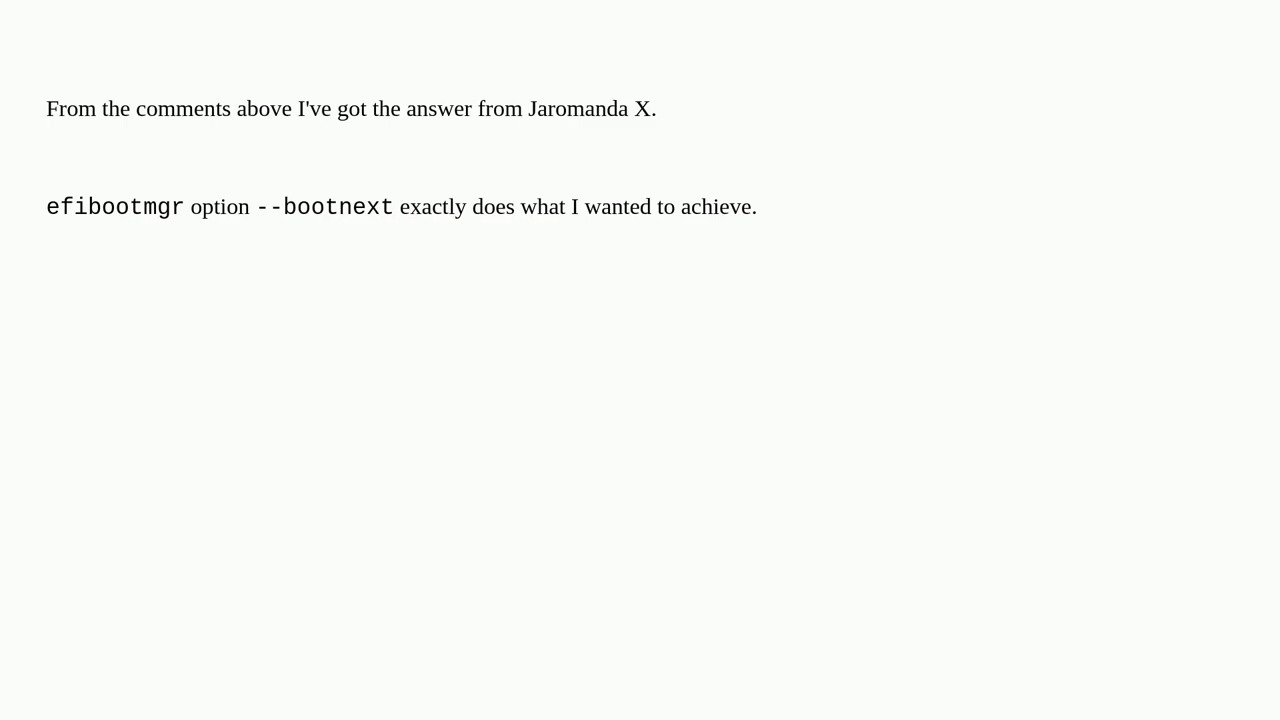 From the comments above I've got the answer from Jaromanda X.
efibootmgr option --bootnext exactly does what I wanted to achieve.